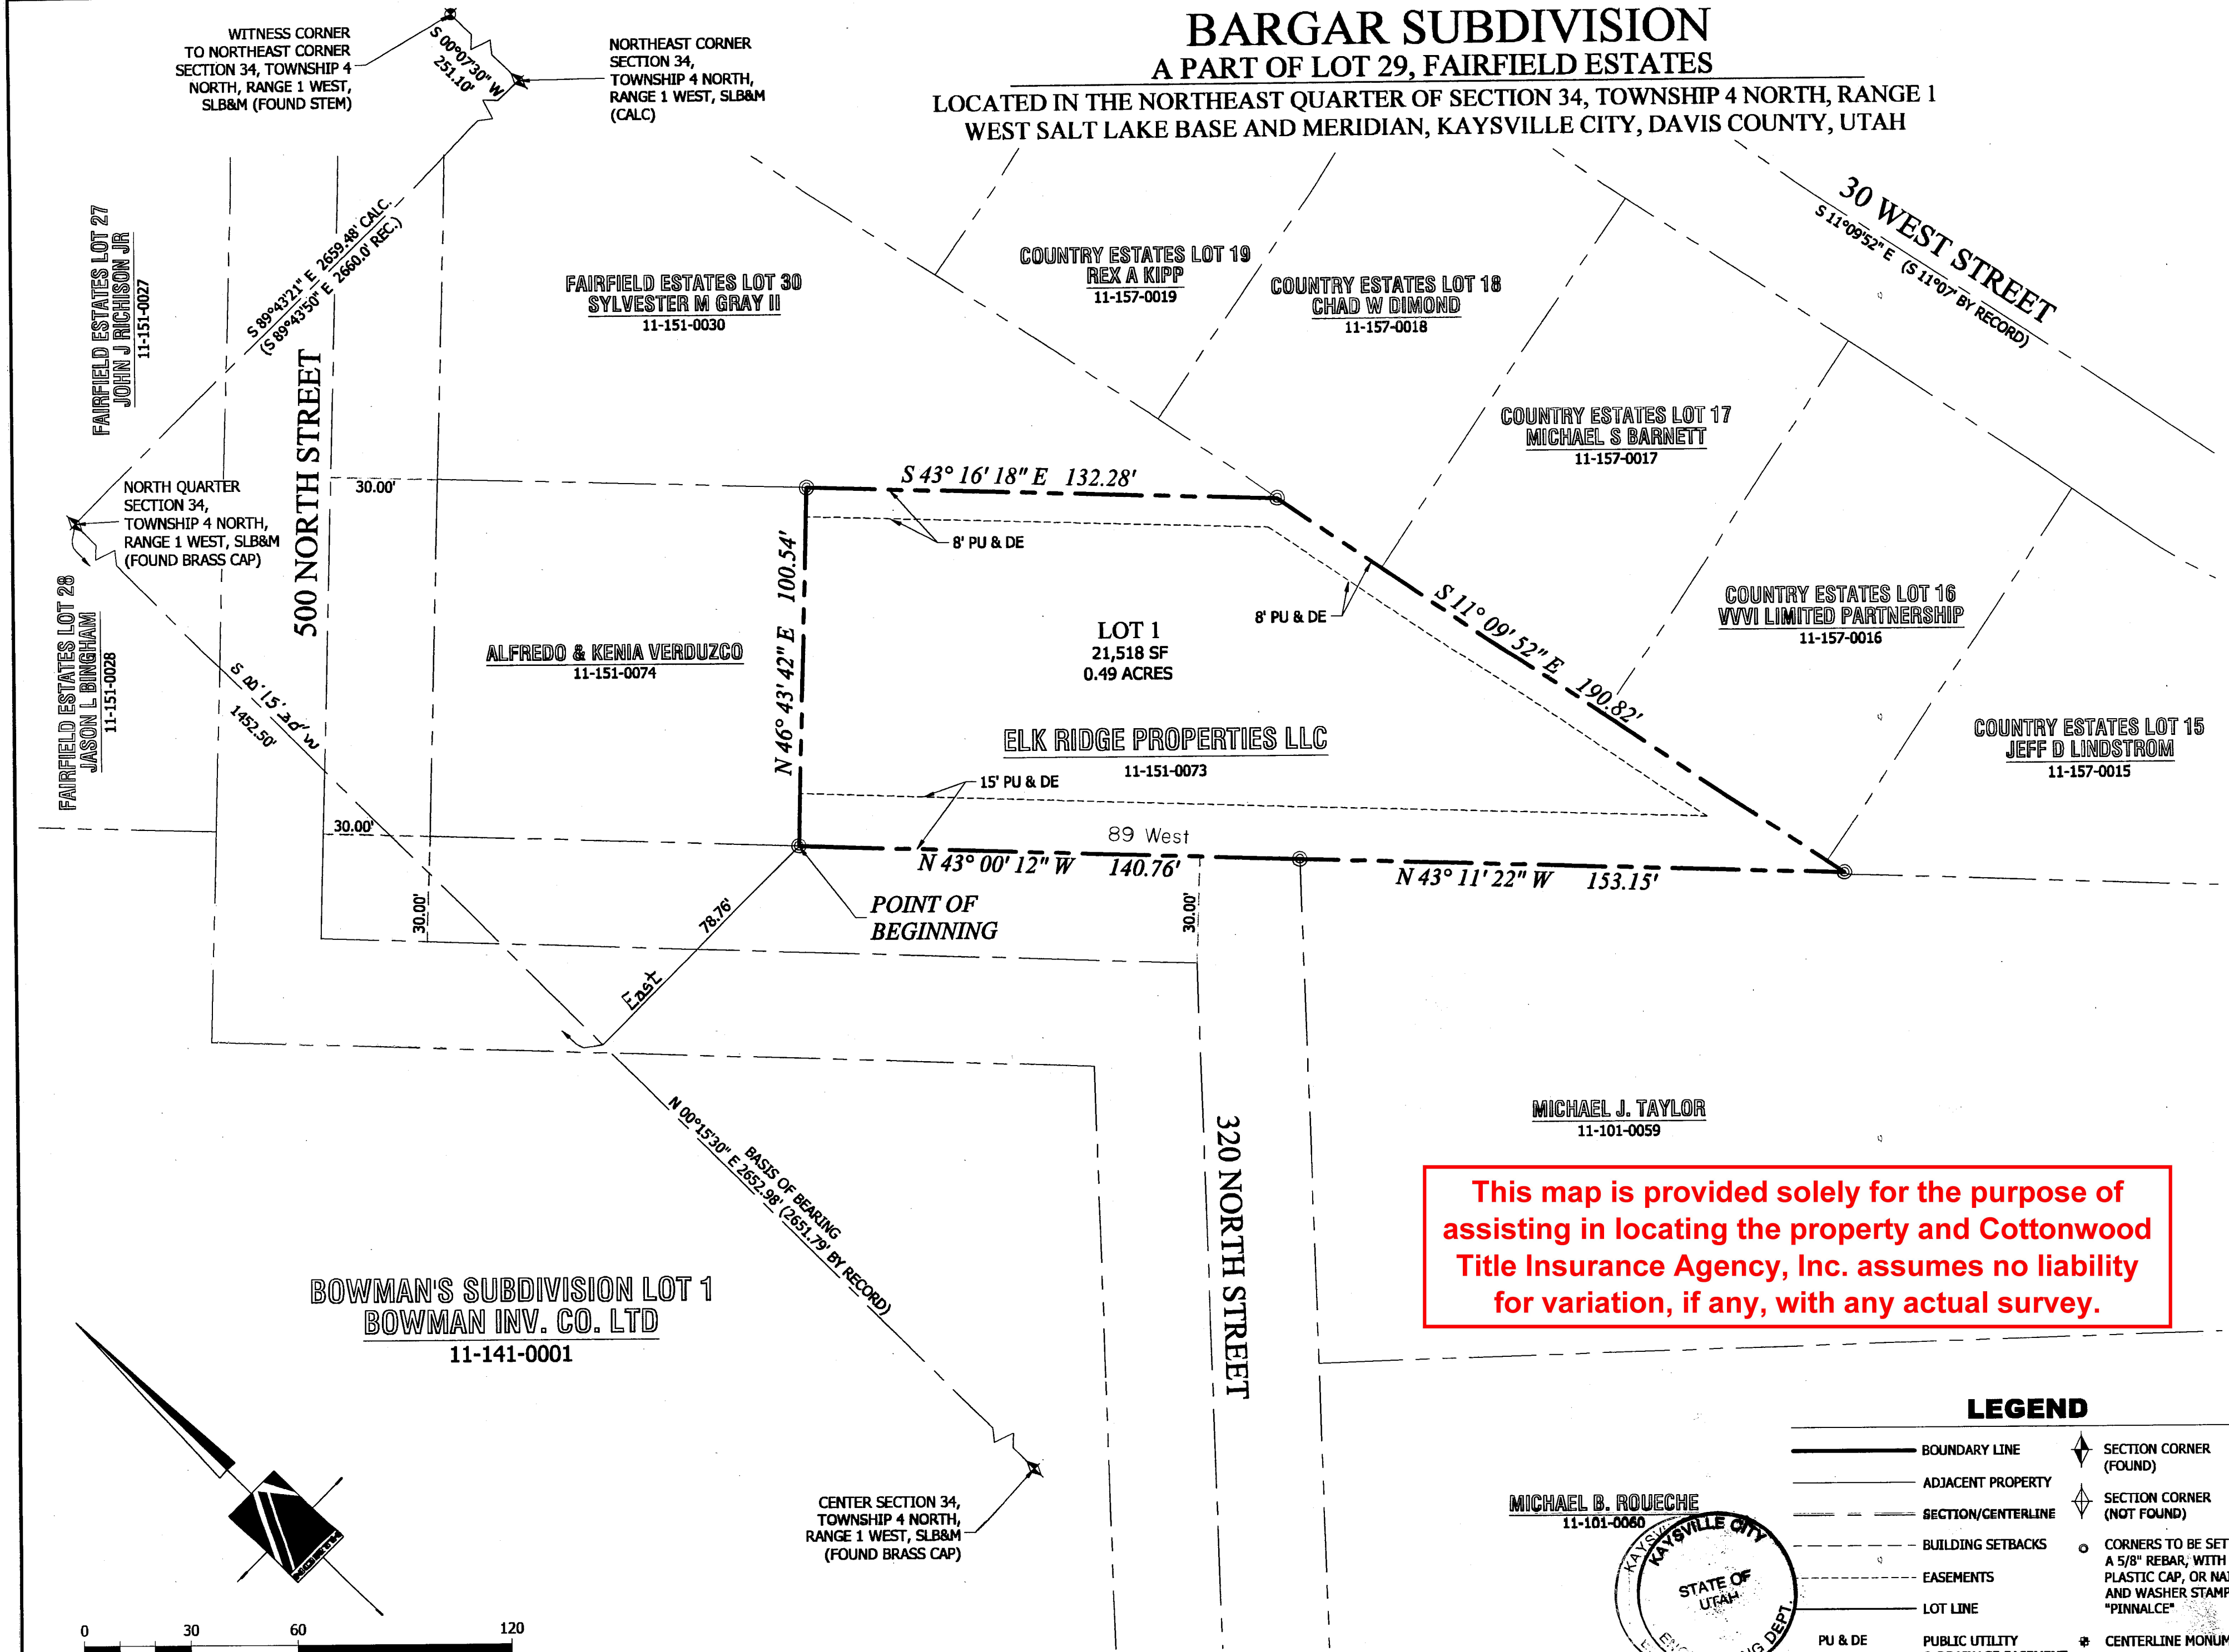 BARGAR SUBDIVISION
A PART OF LOT 29, FAIRFIELD ESTATES
LOCATED IN THE NORTHEAST QUARTER OF SECTION 34, TOWNSHIP 4 NORTH, RANGE 1
WEST SALT LAKE BASE AND MERIDIAN, KAYSVILLE CITY, DAVIS COUNTY, UTAH
WITNESS CORNER
TO NORTHEAST CORNER
SECTION 34, TOWNSHIP 4
NORTH, RANGE 1 WEST,
SLB&M (FOUND STEM)
S 00°07'30" W
251.10'
NORTHEAST CORNER
SECTION 34,
TOWNSHIP 4 NORTH,
RANGE 1 WEST, SLB&M
(CALC)
30 WEST STREET
S 11°09'52" E (S 11°07' BY RECORD)
FAIRFIELD ESTATES LOT 27
JOHN J RICHISON JR
11-151-0027
S 89°43'21" E 2659.48' CALC.
(S 89°43'50" E 2660.0' REC.)
500 NORTH STREET
FAIRFIELD ESTATES LOT 30
SYLVESTER M GRAY II
11-151-0030
COUNTRY ESTATES LOT 19
REX A KIPP
11-157-0019
COUNTRY ESTATES LOT 18
CHAD W DIMOND
11-157-0018
COUNTRY ESTATES LOT 17
MICHAEL S BARNETT
11-157-0017
NORTH QUARTER
SECTION 34,
TOWNSHIP 4 NORTH,
RANGE 1 WEST, SLB&M
(FOUND BRASS CAP)
30.00'
S 43° 16' 18" E 132.28'
8' PU & DE
N 46° 43' 42" E 100.54'
8' PU & DE
S 11° 09' 52" E 190.82'
COUNTRY ESTATES LOT 16
VVVI LIMITED PARTNERSHIP
11-157-0016
FAIRFIELD ESTATES LOT 28
JASON L BINGHAM
11-151-0028
S 00°15'30" W
1452.50'
ALFREDO & KENIA VERDUZCO
11-151-0074
LOT 1
21,518 SF
0.49 ACRES
ELK RIDGE PROPERTIES LLC
11-151-0073
15' PU & DE
COUNTRY ESTATES LOT 15
JEFF D LINDSTROM
11-157-0015
30.00'
89 West
N 43° 00' 12" W 140.76'
N 43° 11' 22" W 153.15'
30.00'
78.76'
East
POINT OF
BEGINNING
30.00'
320 NORTH STREET
BASIS OF BEARING
N 00°15'30" E 2652.98' (2651.79' BY RECORD)
MICHAEL J. TAYLOR
11-101-0059
This map is provided solely for the purpose of
assisting in locating the property and Cottonwood
Title Insurance Agency, Inc. assumes no liability
for variation, if any, with any actual survey.
BOWMAN'S SUBDIVISION LOT 1
BOWMAN INV. CO. LTD
11-141-0001
NORTH
CENTER SECTION 34,
TOWNSHIP 4 NORTH,
RANGE 1 WEST, SLB&M
(FOUND BRASS CAP)
MICHAEL B. ROUECHE
11-101-0060
KAYSVILLE CITY
STATE OF
UTAH
DEPT.
LEGEND
BOUNDARY LINE
ADJACENT PROPERTY
SECTION/CENTERLINE
BUILDING SETBACKS
EASEMENTS
LOT LINE
PU & DE PUBLIC UTILITY
SECTION CORNER
(FOUND)
SECTION CORNER
(NOT FOUND)
CORNERS TO BE SET
A 5/8" REBAR, WITH
PLASTIC CAP, OR NAI
AND WASHER STAMP
"PINNALCE"
CENTERLINE MONUM
0 30 60 120